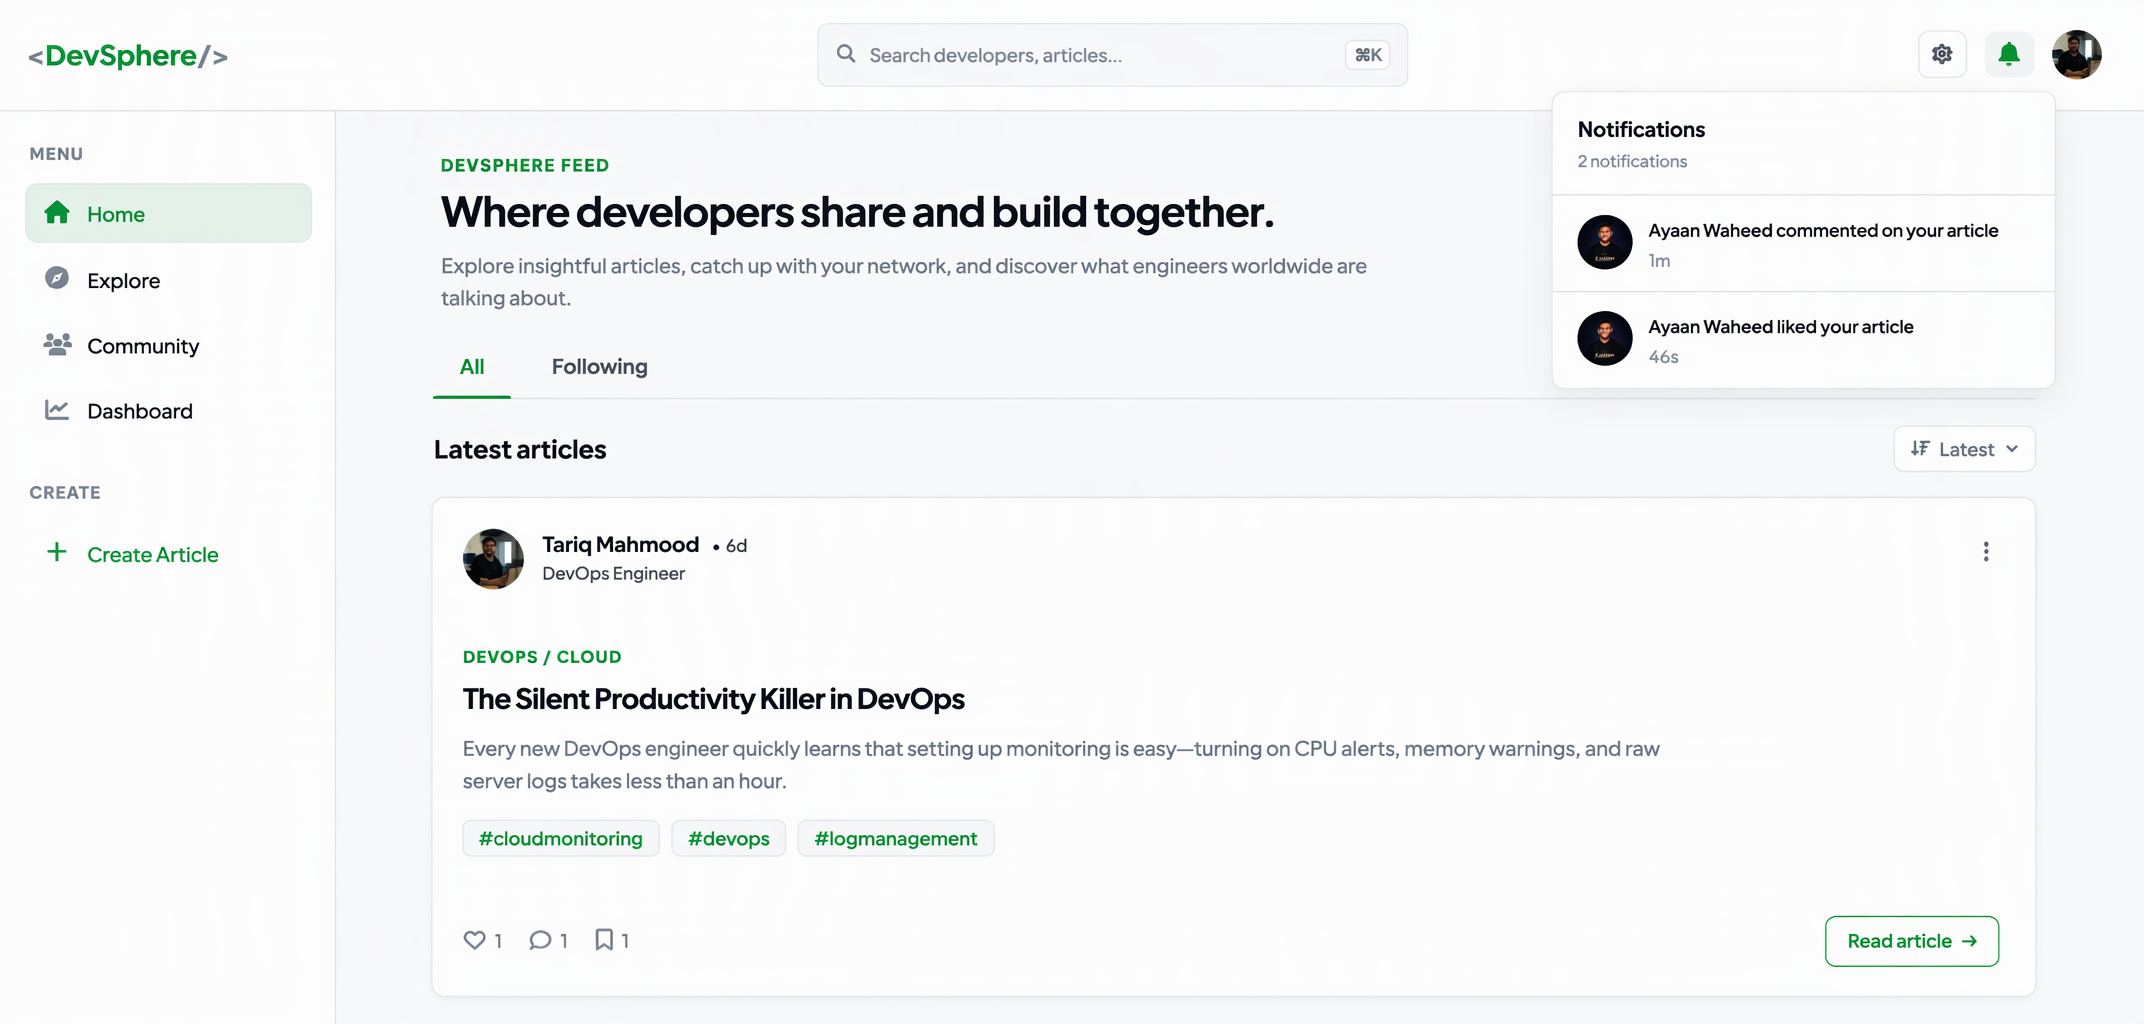 <DevSphere/>
Search developers, articles...
⌘K
MENU
Home
Explore
Community
Dashboard
CREATE
Create Article
DEVSPHERE FEED
Where developers share and build together.
Explore insightful articles, catch up with your network, and discover what engineers worldwide are
talking about.
All
Following
Notifications
2 notifications
Ayaan Waheed commented on your article
1m
Ayaan Waheed liked your article
46s
Latest articles
Latest
Tariq Mahmood • 6d
DevOps Engineer
DEVOPS / CLOUD
The Silent Productivity Killer in DevOps
Every new DevOps engineer quickly learns that setting up monitoring is easy—turning on CPU alerts, memory warnings, and raw
server logs takes less than an hour.
#cloudmonitoring
#devops
#logmanagement
1
1
1
Read article →